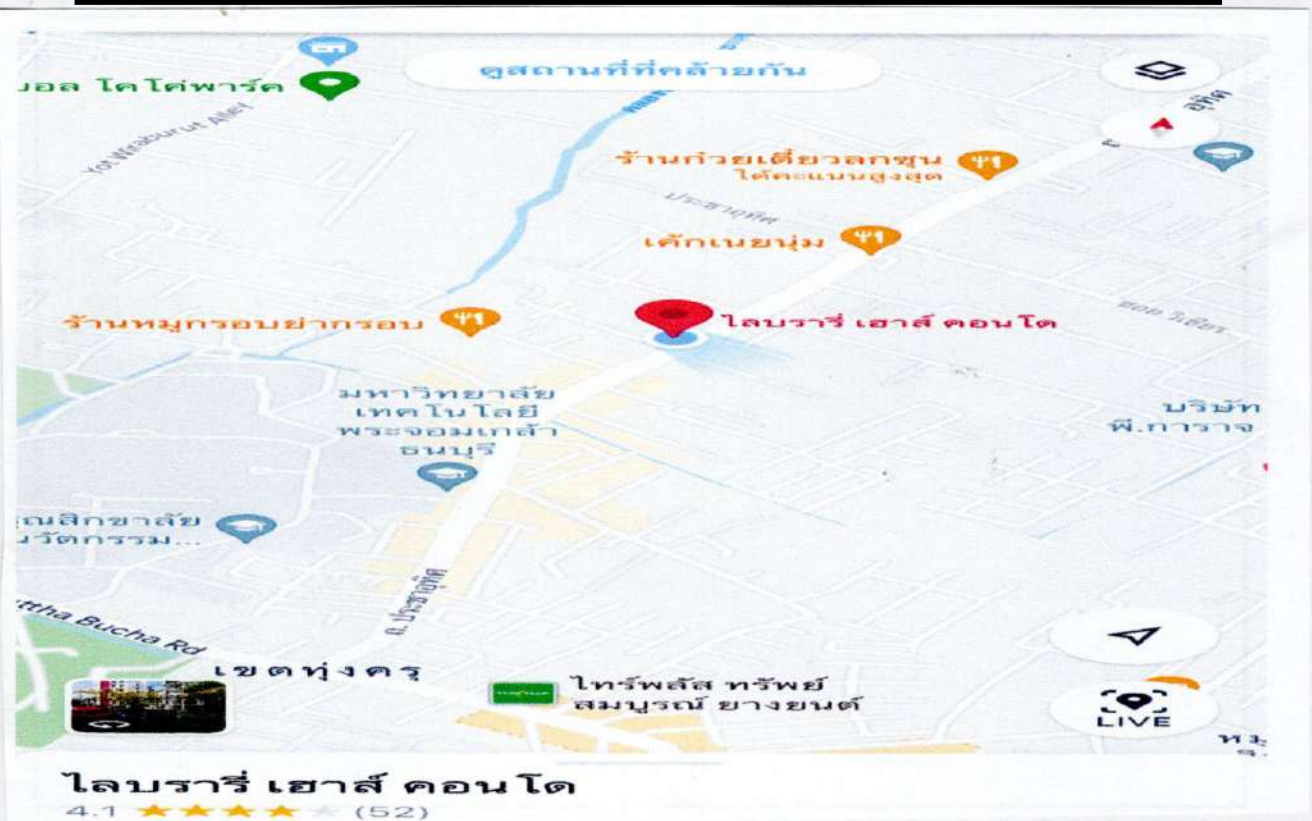 ดูสถานที่ที่คล้ายกัน
บอล โคโค่พาร์ค
Yot Wiraburut Alley
อุทิศ
ร้านก๋วยเตี๋ยวลกชุน
ได้คะแนนสูงสุด
ประชาอุทิศ
เค้กเนยนุ่ม
ร้านหมูกรอบย่ากรอบ
ไลบรารี่ เฮาส์ คอนโด
ซอย วิเชียร
มหาวิทยาลัย
เทคโนโลยี
พระจอมเกล้า
ธนบุรี
บริษัท
พี.การาจ
ณสิกขาลัย
นวัตกรรม...
ถ. ประชาอุทิศ
ttha Bucha Rd
เขตทุ่งครุ
ไทร์พลัส ทรัพย์
สมบูรณ์ ยางยนต์
LIVE
ไลบรารี่ เฮาส์ คอนโด
4.1 (52)